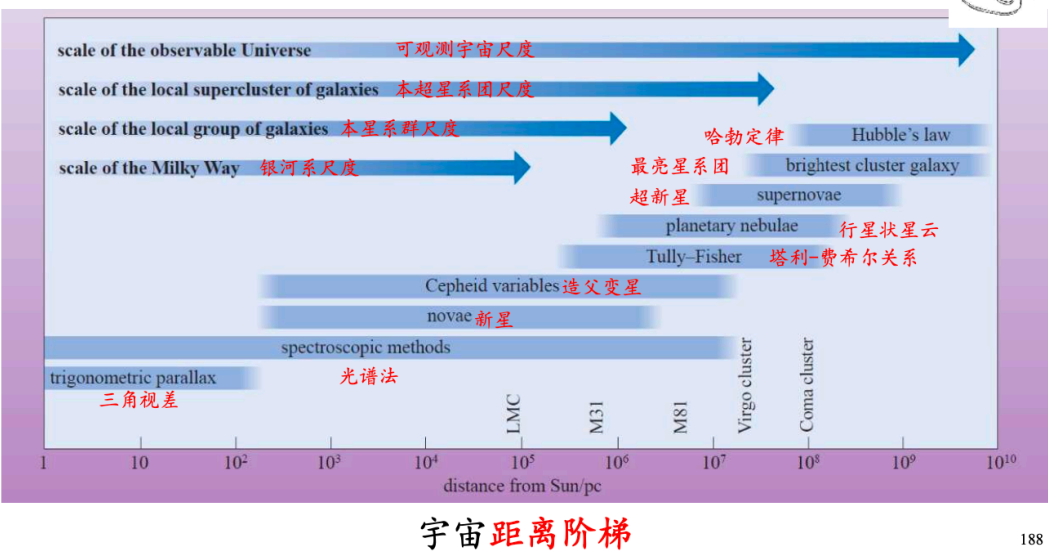 scale of the observable Universe 可观测宇宙尺度
scale of the local supercluster of galaxies 本超星系团尺度
scale of the local group of galaxies 本星系群尺度
哈勃定律 Hubble's law
scale of the Milky Way 银河系尺度
最亮星系团 brightest cluster galaxy
超新星 supernovae
planetary nebulae 行星状星云
Tully–Fisher 塔利-费希尔关系
Cepheid variables 造父变星
novae 新星
spectroscopic methods
光谱法
trigonometric parallax
三角视差
LMC
M31
M81
Virgo cluster
Coma cluster
1 10 10² 10³ 10⁴ 10⁵ 10⁶ 10⁷ 10⁸ 10⁹ 10¹⁰
distance from Sun/pc
宇宙距离阶梯
188